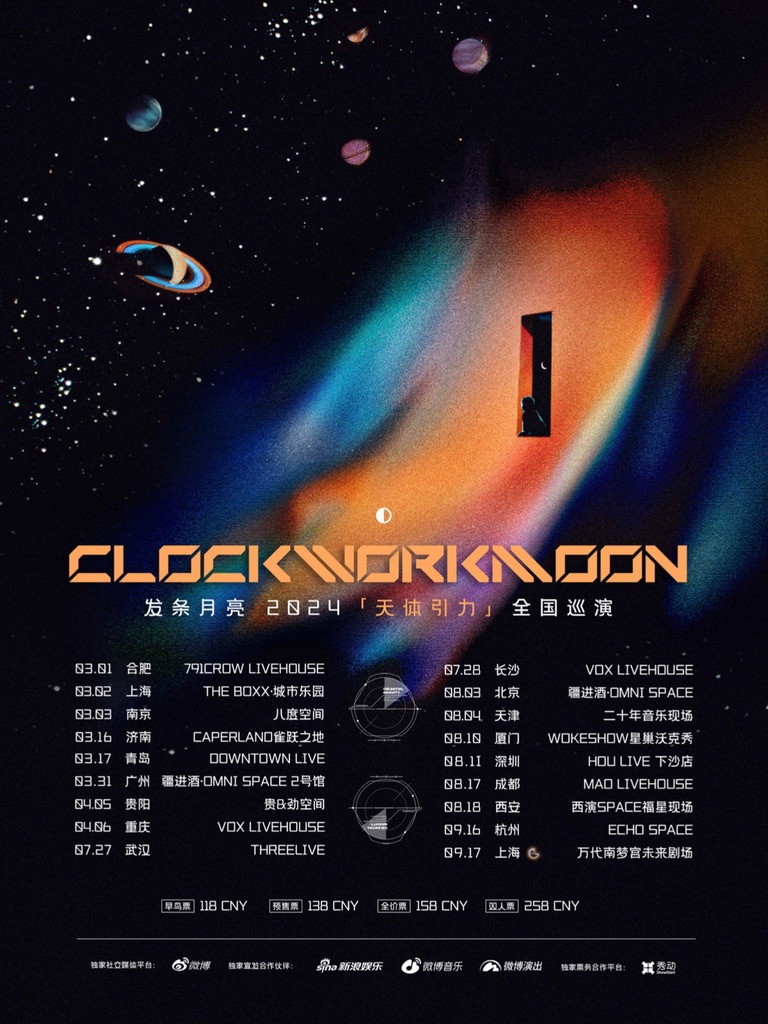 CLOCKWORKMOON
发条月亮 2024「天体引力」全国巡演
03.01 合肥 791CROW LIVEHOUSE
03.02 上海 THE BOXX·城市乐园
03.03 南京 八度空间
03.16 济南 CAPERLAND雀跃之地
03.17 青岛 DOWNTOWN LIVE
03.31 广州 疆进酒·OMNI SPACE 2号馆
04.05 贵阳 贵&劲空间
04.06 重庆 VOX LIVEHOUSE
07.27 武汉 THREELIVE
07.28 长沙 VOX LIVEHOUSE
08.03 北京 疆进酒·OMNI SPACE
08.04 天津 二十年音乐现场
08.10 厦门 WOKESHOW星巢沃克秀
08.11 深圳 HOU LIVE 下沙店
08.17 成都 MAO LIVEHOUSE
08.18 西安 西演SPACE福星现场
09.16 杭州 ECHO SPACE
09.17 上海 万代南梦宫未来剧场
早鸟票 118 CNY 预售票 138 CNY 全价票 158 CNY 囚人票 258 CNY
独家社交媒体平台: 微博 独家宣发合作伙伴: sina 新浪娱乐 微博音乐 微博演出 独家票务合作平台: 秀动